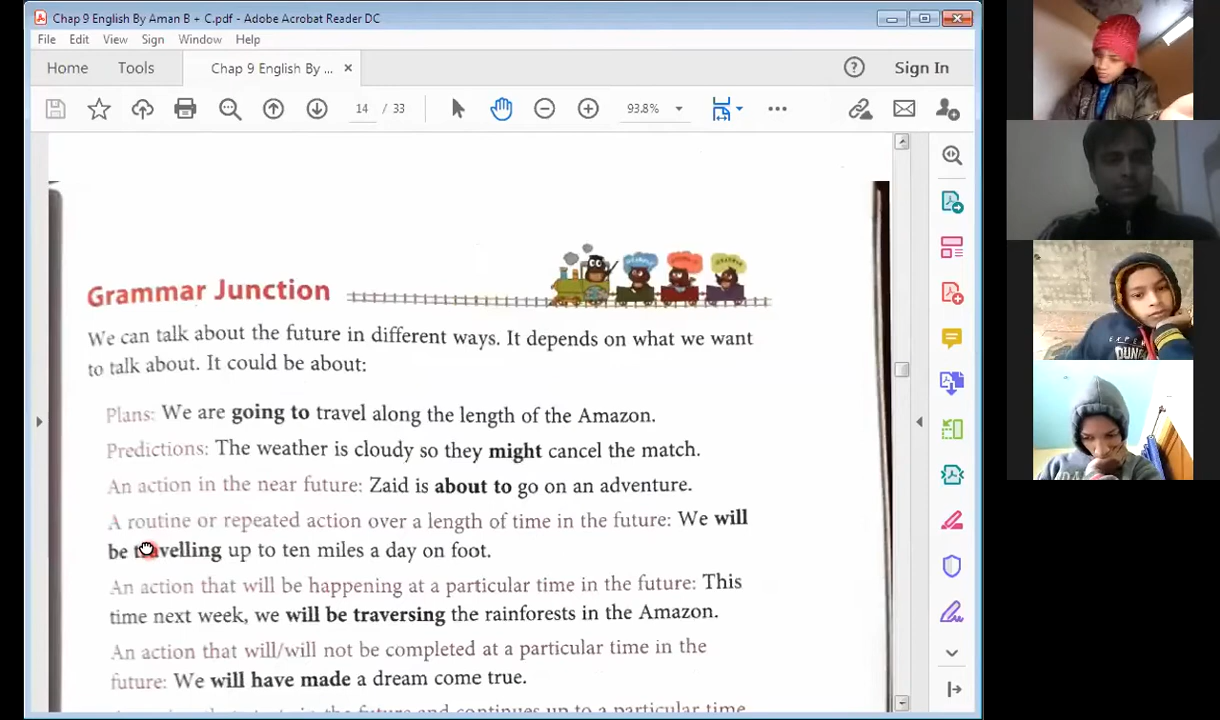 Chap 9 English By Aman B + C.pdf - Adobe Acrobat Reader DC
File Edit View Sign Window Help
Home Tools Chap 9 English By ... × Sign In
14 / 33 93.8%
Grammar Junction
We can talk about the future in different ways. It depends on what we want
to talk about. It could be about:
Plans: We are going to travel along the length of the Amazon.
Predictions: The weather is cloudy so they might cancel the match.
An action in the near future: Zaid is about to go on an adventure.
A routine or repeated action over a length of time in the future: We will
be travelling up to ten miles a day on foot.
An action that will be happening at a particular time in the future: This
time next week, we will be traversing the rainforests in the Amazon.
An action that will/will not be completed at a particular time in the
future: We will have made a dream come true.